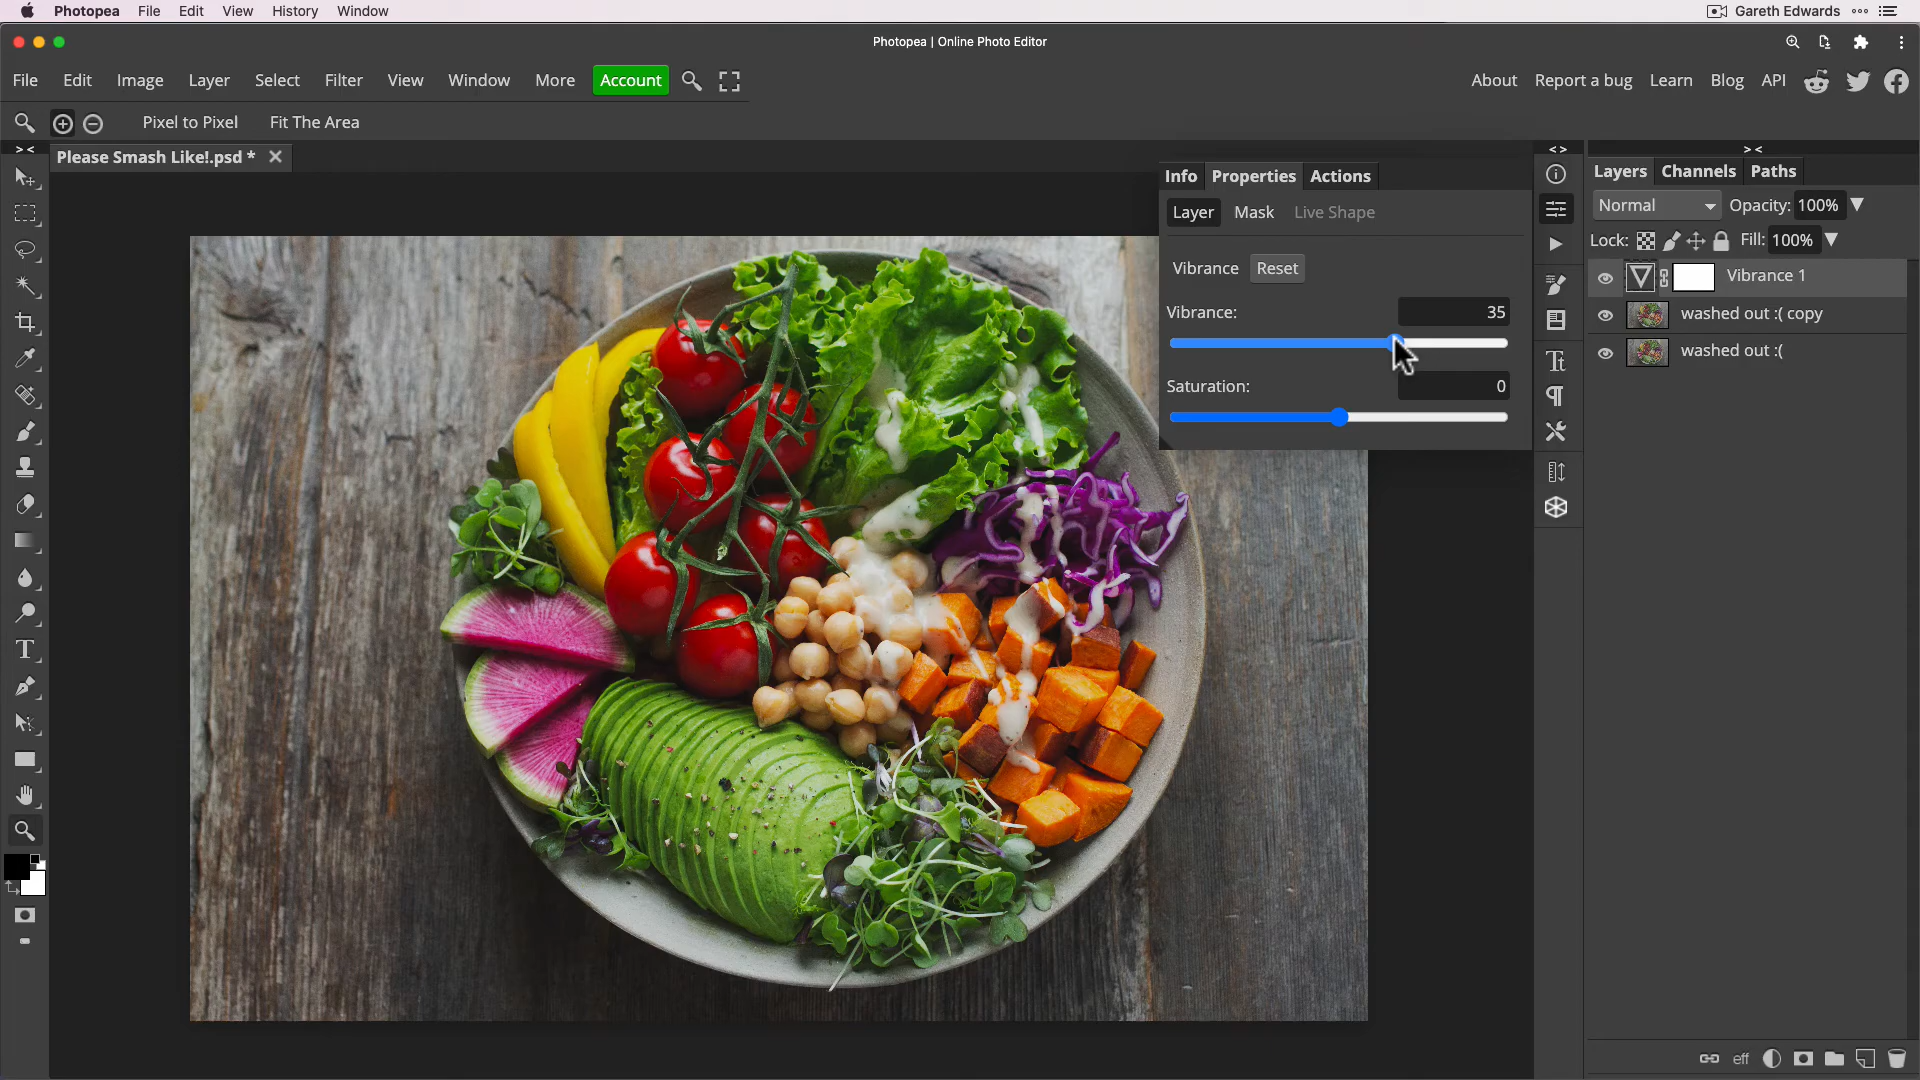 Photopea File Edit View History Window Gareth Edwards
Photopea | Online Photo Editor
File Edit Image Layer Select Filter View Window More Account About Report a bug Learn Blog API
Pixel to Pixel Fit The Area
> < < > > <
Please Smash Like!.psd *
Info Properties Actions
Layer Mask Live Shape
Vibrance Reset
Vibrance: 35
Saturation: 0
Layers Channels Paths
Normal Opacity: 100%
Lock: Fill: 100%
Vibrance 1
washed out :( copy
washed out :(
eff